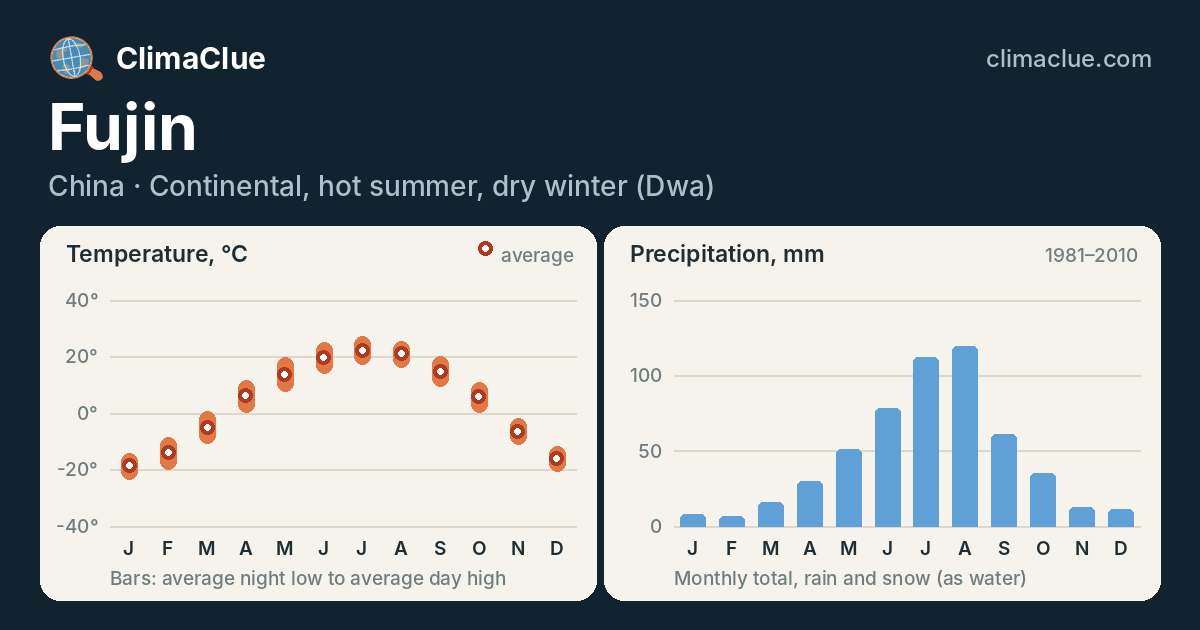 ClimaClue
climaclue.com
Fujin
China · Continental, hot summer, dry winter (Dwa)
Temperature, °C
average
40°
20°
0°
-20°
-40°
J F M A M J J A S O N D
Bars: average night low to average day high
Precipitation, mm
1981–2010
150
100
50
0
J F M A M J J A S O N D
Monthly total, rain and snow (as water)